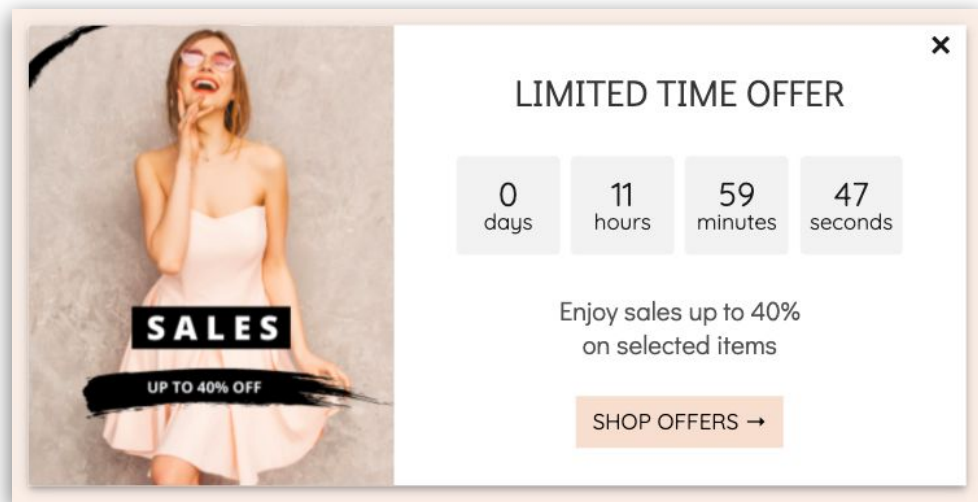 SALES
UP TO 40% OFF
LIMITED TIME OFFER
0 11 59 47
days hours minutes seconds
Enjoy sales up to 40%
on selected items
SHOP OFFERS →